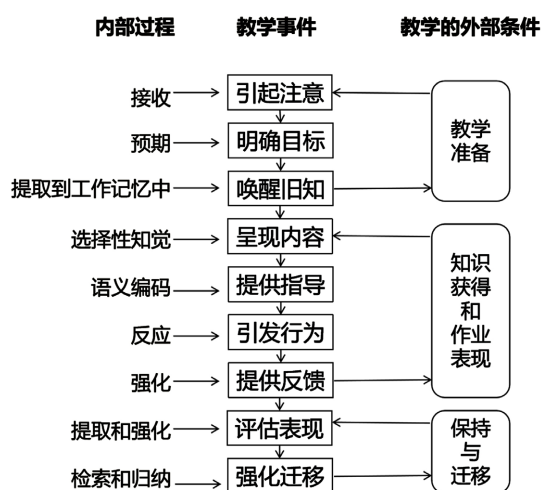 内部过程 教学事件 教学的外部条件
接收 引起注意
预期 明确目标
教学
准备
提取到工作记忆中 唤醒旧知
选择性知觉 呈现内容
语义编码 提供指导
知识
获得
和
作业
表现
反应 引发行为
强化 提供反馈
提取和强化 评估表现
保持
与
迁移
检索和归纳 强化迁移